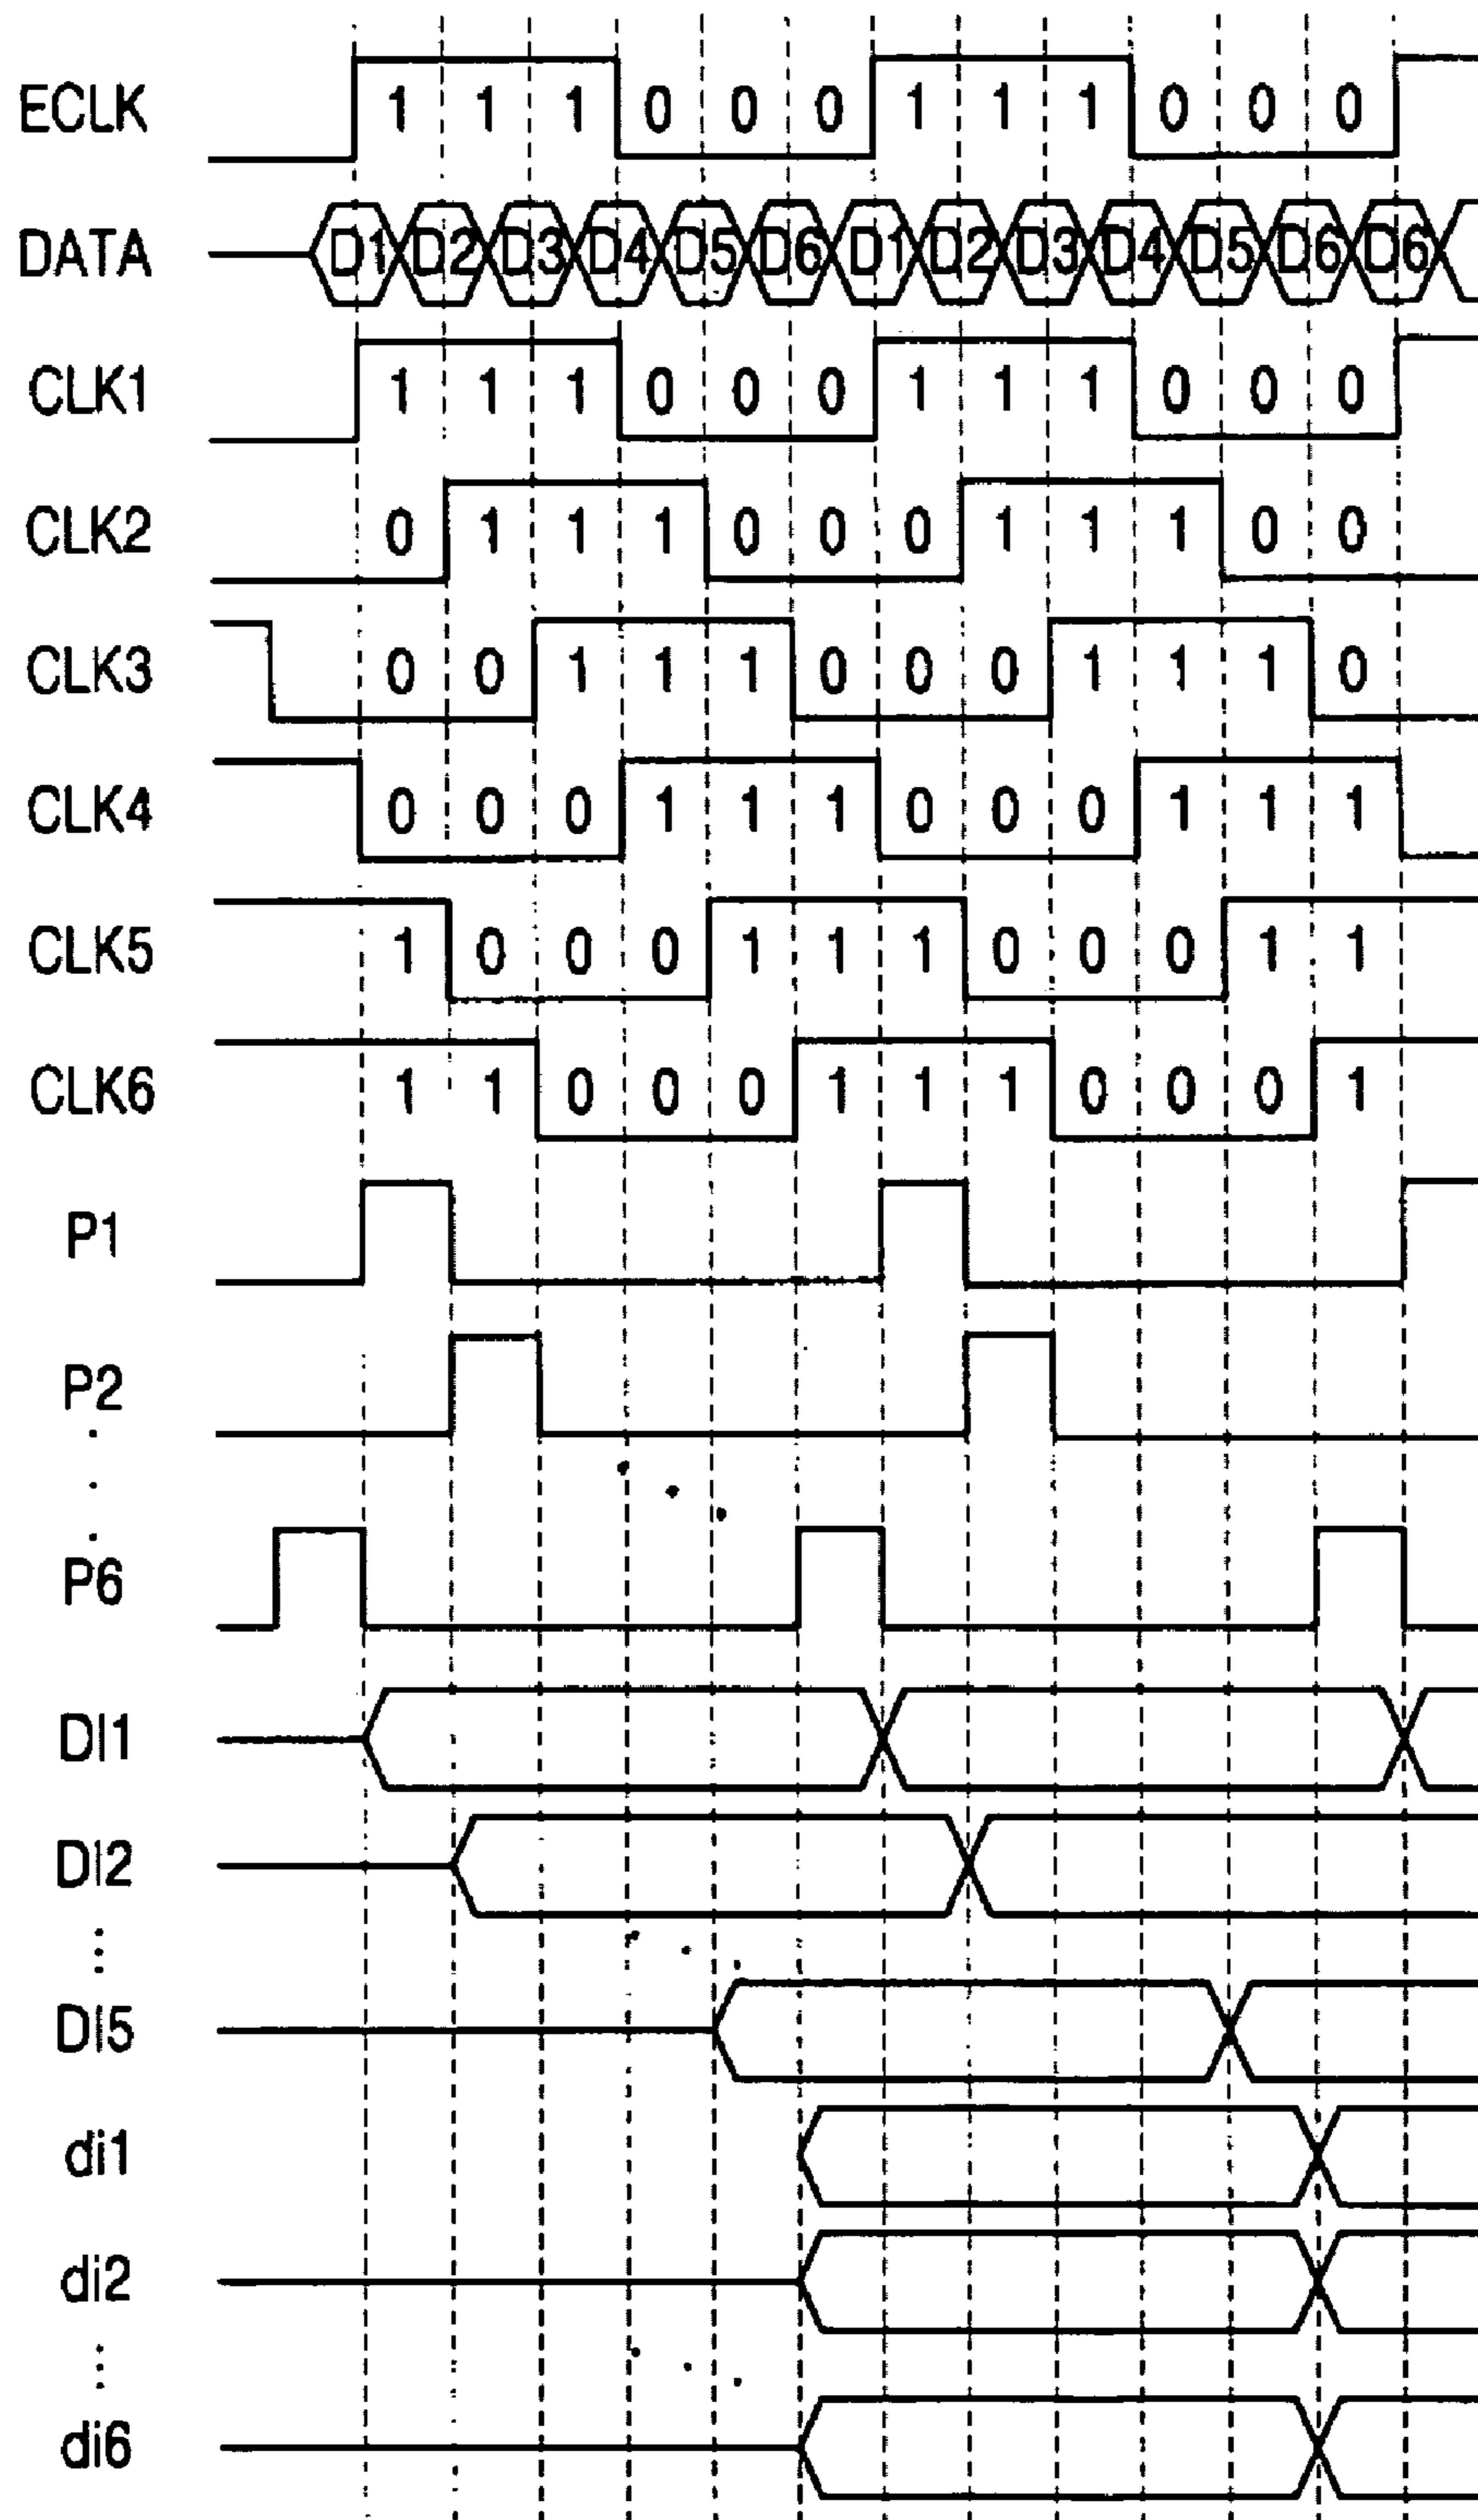 ECLK 1 1 1 0 0 0 1 1 1 0 0 0
DATA D1 D2 D3 D4 D5 D6 D1 D2 D3 D4 D5 D6 D6
CLK1 1 1 1 0 0 0 1 1 1 0 0 0
CLK2 0 1 1 1 0 0 0 1 1 1 0 0
CLK3 0 0 1 1 1 0 0 0 1 1 1 0
CLK4 0 0 0 1 1 1 0 0 0 1 1 1
CLK5 1 0 0 0 1 1 1 0 0 0 1 1
CLK6 1 1 0 0 0 1 1 1 0 0 0 1
P1
P2
P6
DI1
DI2
DI5
di1
di2
di6